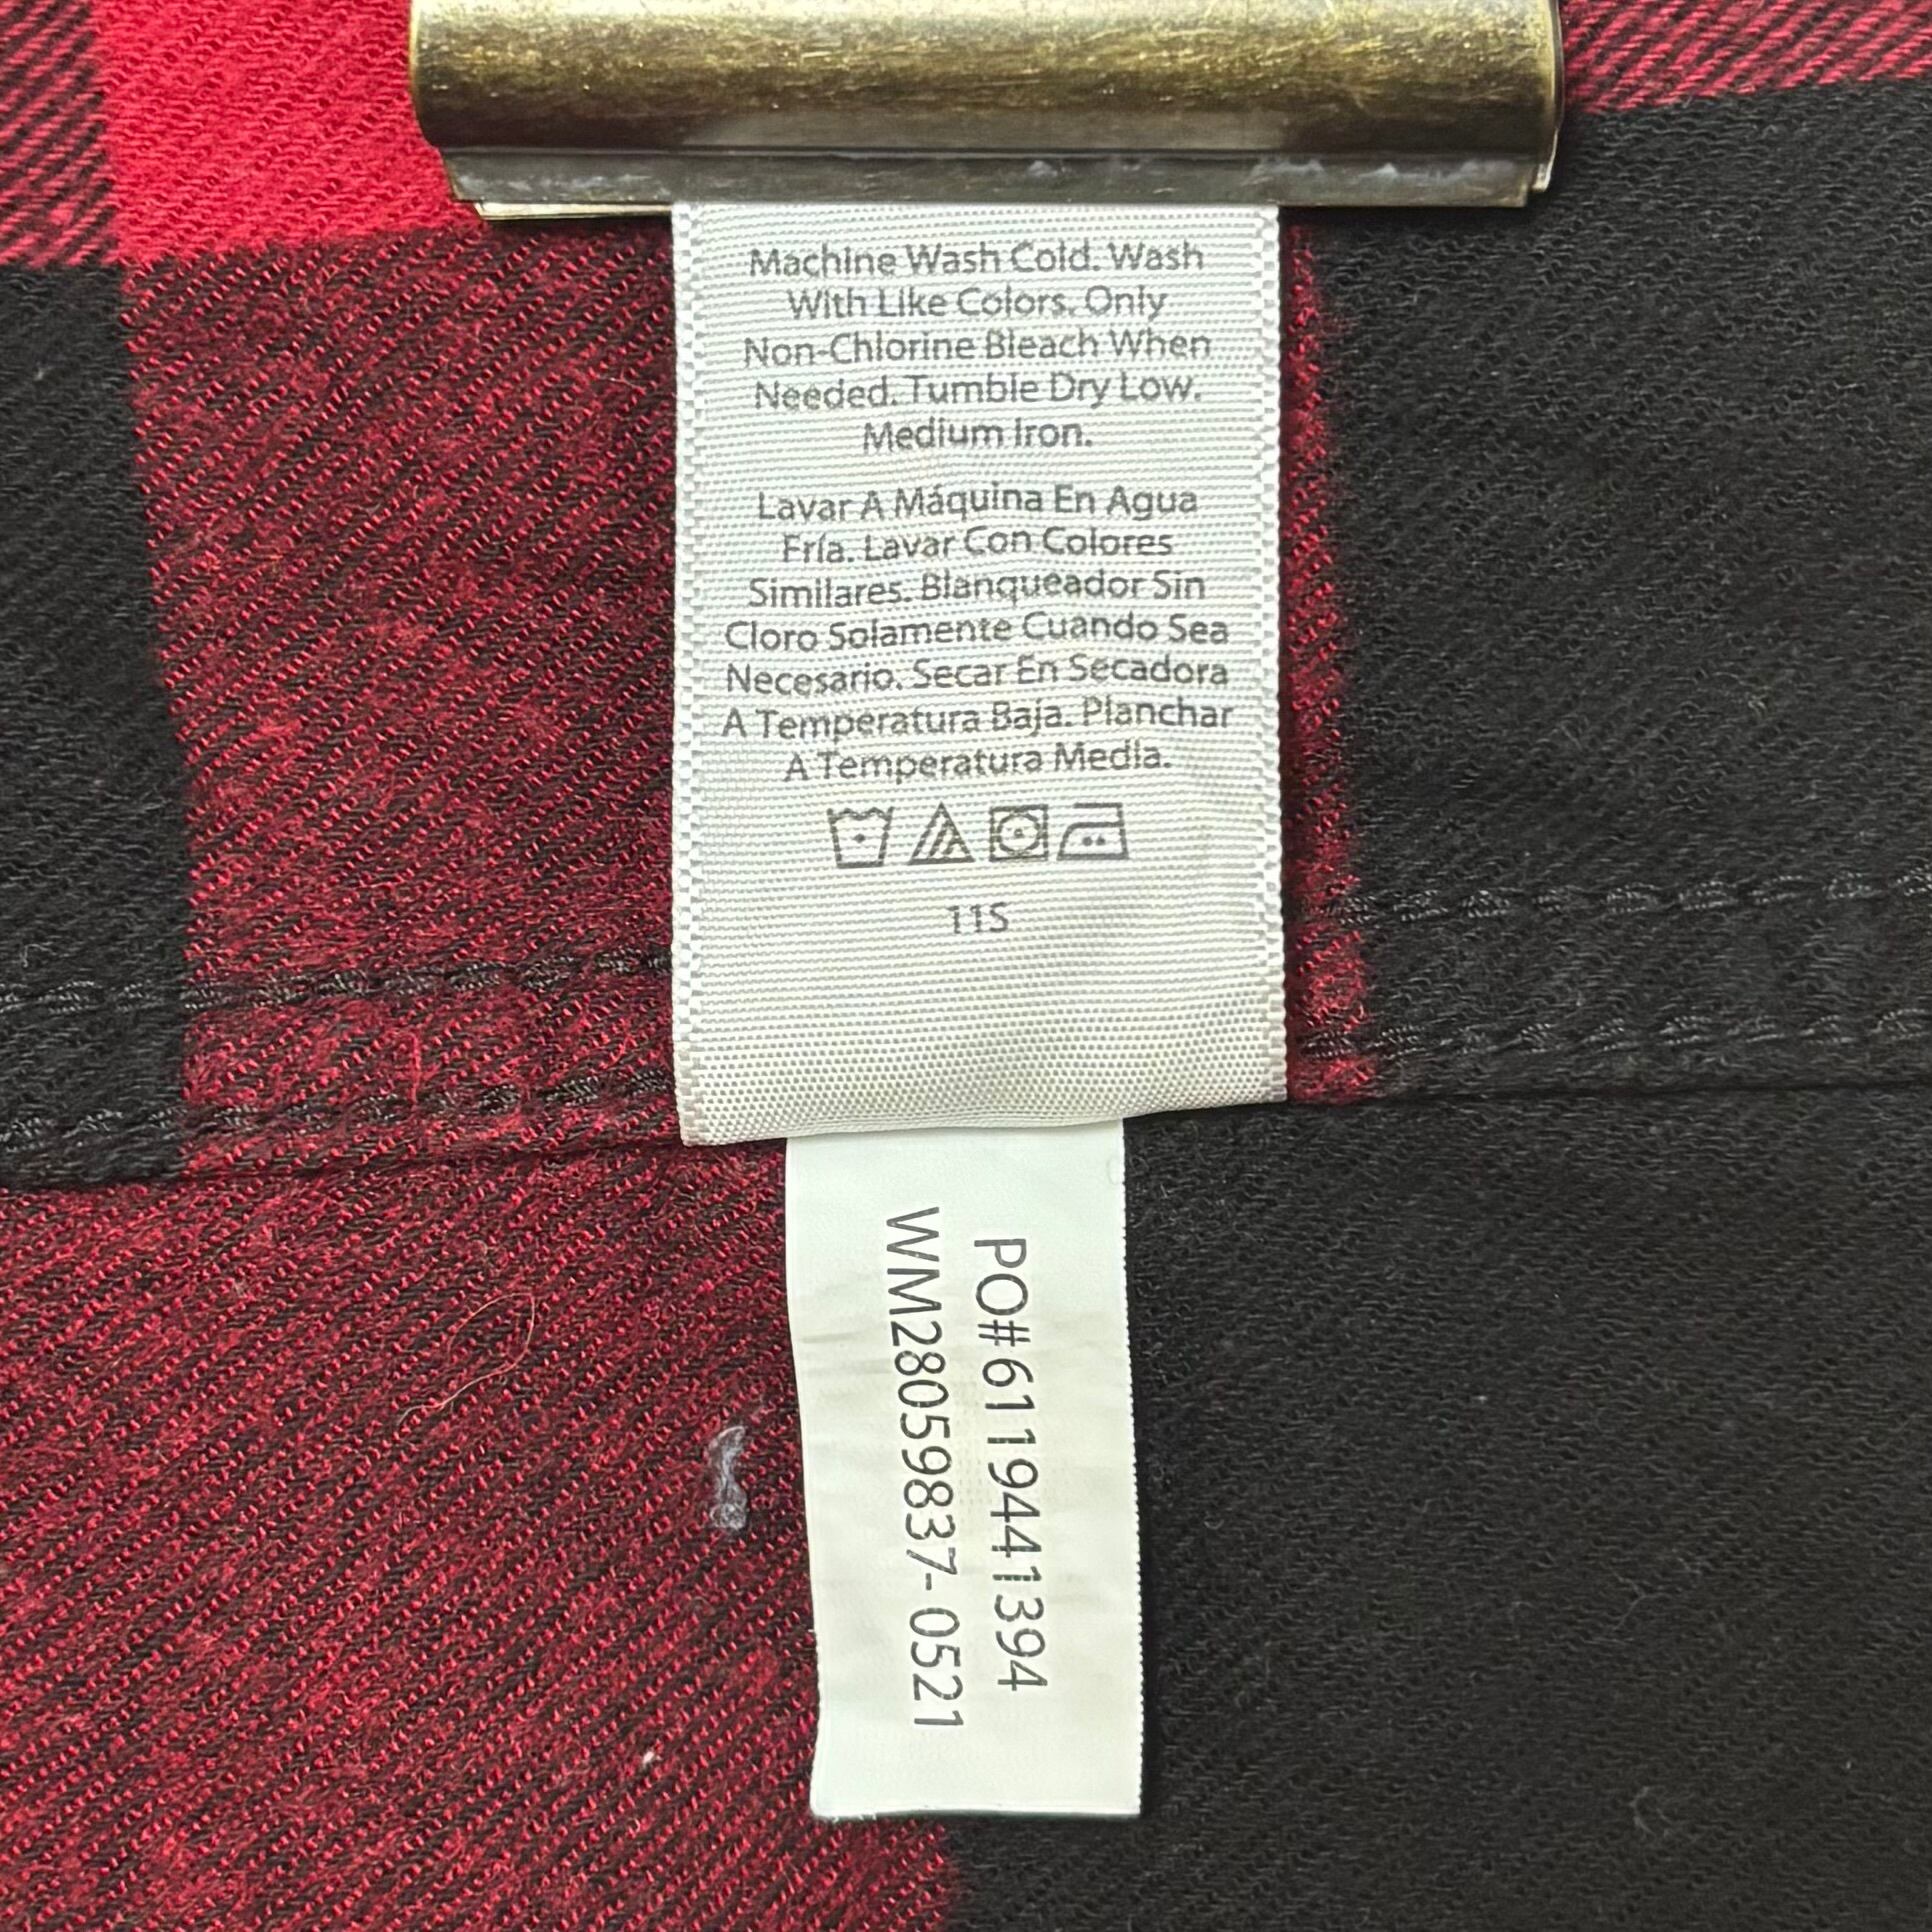 Machine Wash Cold. Wash
With Like Colors. Only
Non-Chlorine Bleach When
Needed. Tumble Dry Low.
Medium Iron.
Lavar A Máquina En Agua
Fría. Lavar Con Colores
Similares. Blanqueador Sin
Cloro Solamente Cuando Sea
Necesario. Secar En Secadora
A Temperatura Baja. Planchar
A Temperatura Media.
11S
PO#6119441394
WM28059837-0521